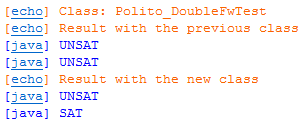 [echo] Class: Polito_DoubleFwTest
[echo] Result with the previous class
[java] UNSAT
[java] UNSAT
[echo] Result with the new class
[java] UNSAT
[java] SAT